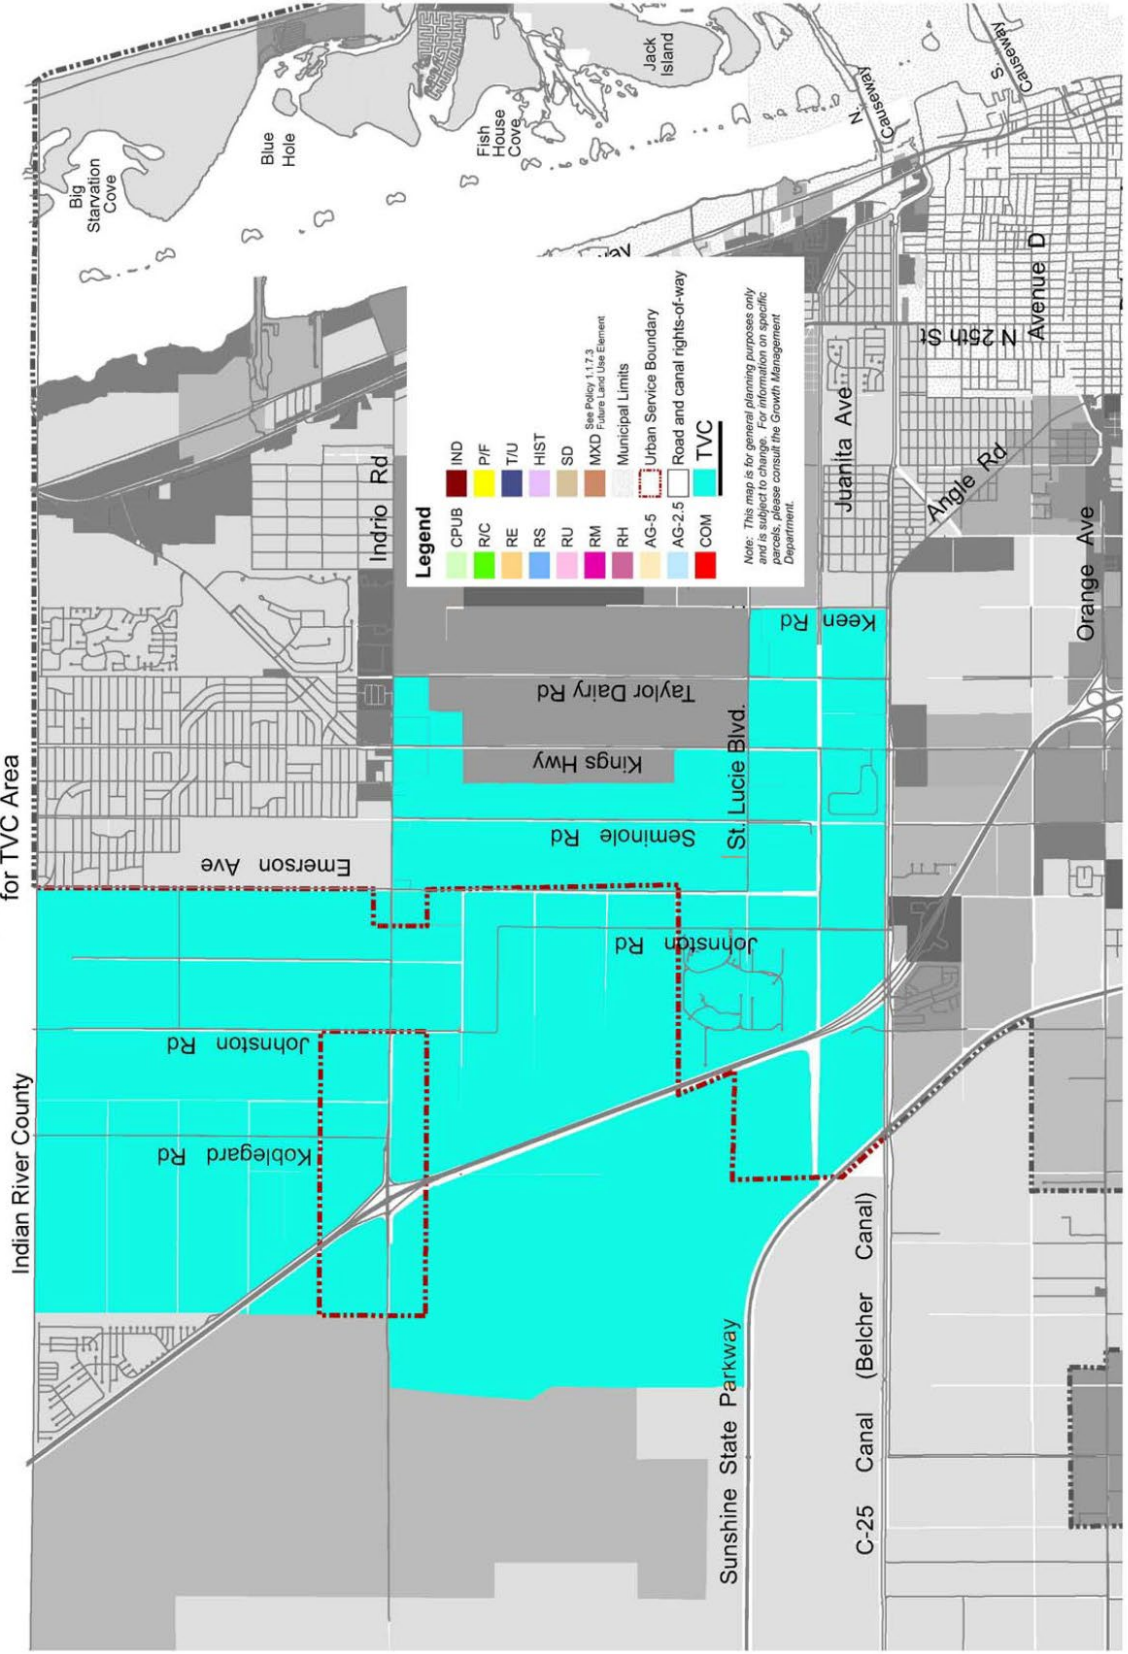 for TVC Area
Indian River County
Big
Starvation
Cove
Blue
Hole
Fish
House
Cove
Jack
Island
N.
Causeway
S.
Causeway
way
Indrio Rd
Emerson Ave
Johnston Rd
Koblegard Rd
Taylor Dairy Rd
Kings Hwy
Seminole Rd
Johnston Rd
St. Lucie Blvd.
Keen Rd
Juanita Ave
N 25th St
Avenue D
Angle Rd
Orange Ave
Sunshine State Parkway
C-25 Canal (Belcher Canal)
Legend
CPUB
R/C
RE
RS
RU
RM
RH
AG-5
AG-2.5
COM
IND
P/F
T/U
HIST
SD
MXD See Policy 1.1.7.3
Future Land Use Element
Municipal Limits
Urban Service Boundary
Road and canal rights-of-way
TVC
Note: This map is for general planning purposes only
and is subject to change. For information on specific
parcels, please consult the Growth Management
Department.